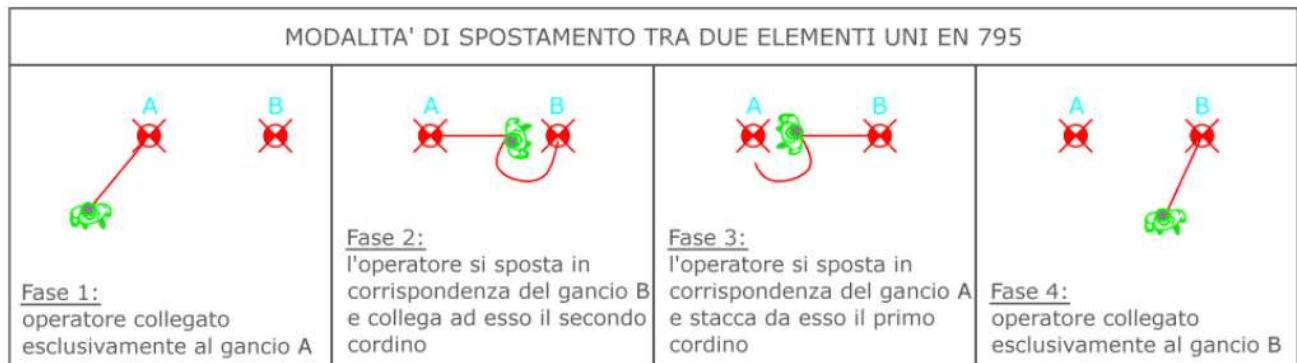 MODALITA' DI SPOSTAMENTO TRA DUE ELEMENTI UNI EN 795
A B
Fase 1:
operatore collegato
esclusivamente al gancio A
A B
Fase 2:
l'operatore si sposta in
corrispondenza del gancio B
e collega ad esso il secondo
cordino
A B
Fase 3:
l'operatore si sposta in
corrispondenza del gancio A
e stacca da esso il primo
cordino
A B
Fase 4:
operatore collegato
esclusivamente al gancio B